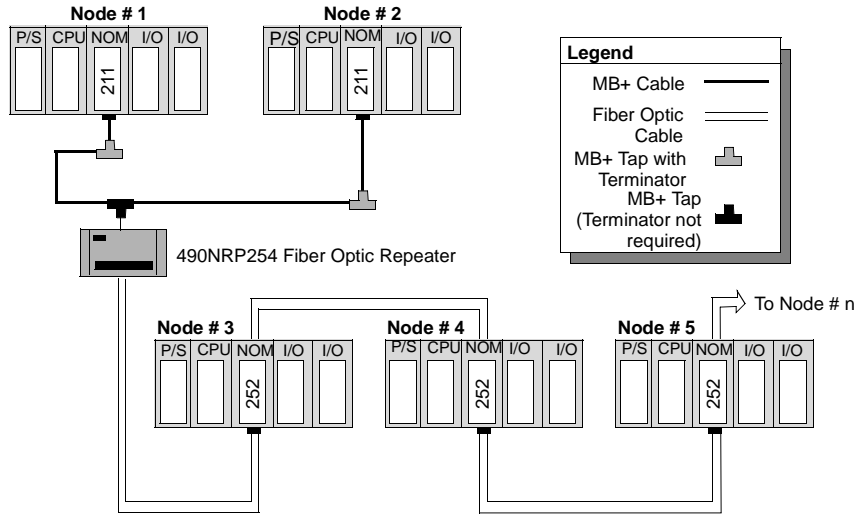 Node # 1
Node # 2
P/S CPU NOM I/O I/O
P/S CPU NOM I/O I/O
211
211
Legend
MB+ Cable
Fiber Optic
Cable
MB+ Tap with
Terminator
MB+ Tap
(Terminator not
required)
490NRP254 Fiber Optic Repeater
To Node # n
Node # 3
Node # 4
Node # 5
P/S CPU NOM I/O I/O
P/S CPU NOM I/O I/O
P/S CPU NOM I/O I/O
252
252
252